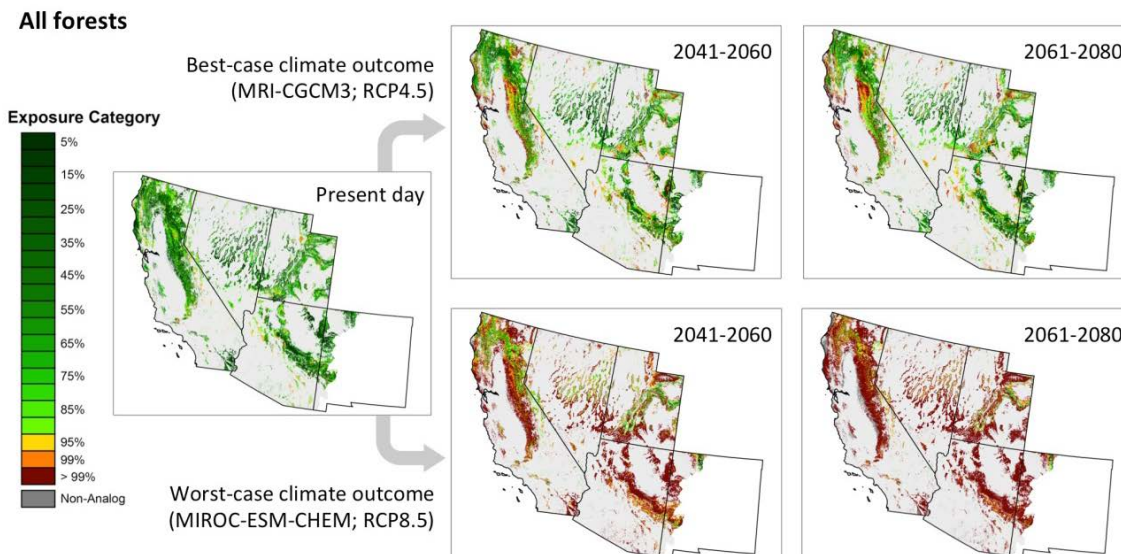 All forests
Best-case climate outcome
(MRI-CGCM3; RCP4.5)
2041-2060
2061-2080
Exposure Category
5%
15%
25%
35%
45%
55%
65%
75%
85%
95%
99%
> 99%
Non-Analog
Present day
Worst-case climate outcome
(MIROC-ESM-CHEM; RCP8.5)
2041-2060
2061-2080